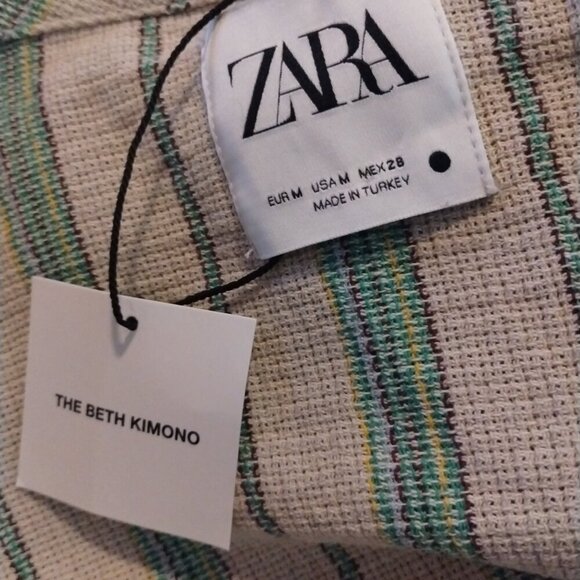 ZARA
EUR M USA M MEX 28
MADE IN TURKEY
THE BETH KIMONO